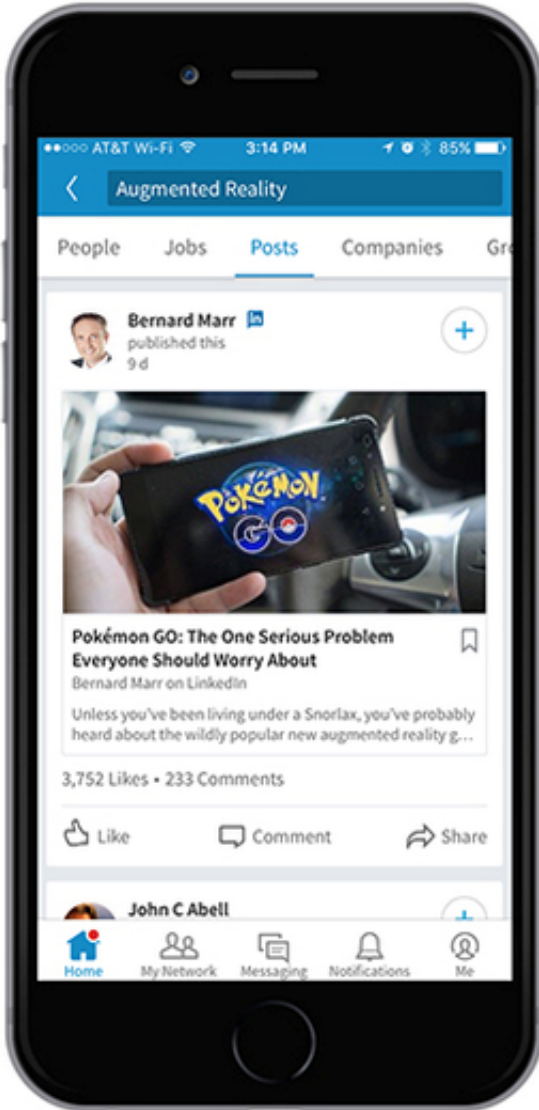 AT&T Wi-Fi 3:14 PM 85%
Augmented Reality
People Jobs Posts Companies Gr
Bernard Marr in
published this
9 d
POKéMON
GO
Pokémon GO: The One Serious Problem
Everyone Should Worry About
Bernard Marr on LinkedIn
Unless you've been living under a Snorlax, you've probably
heard about the wildly popular new augmented reality g...
3,752 Likes • 233 Comments
Like Comment Share
John C Abell
Home My Network Messaging Notifications Me